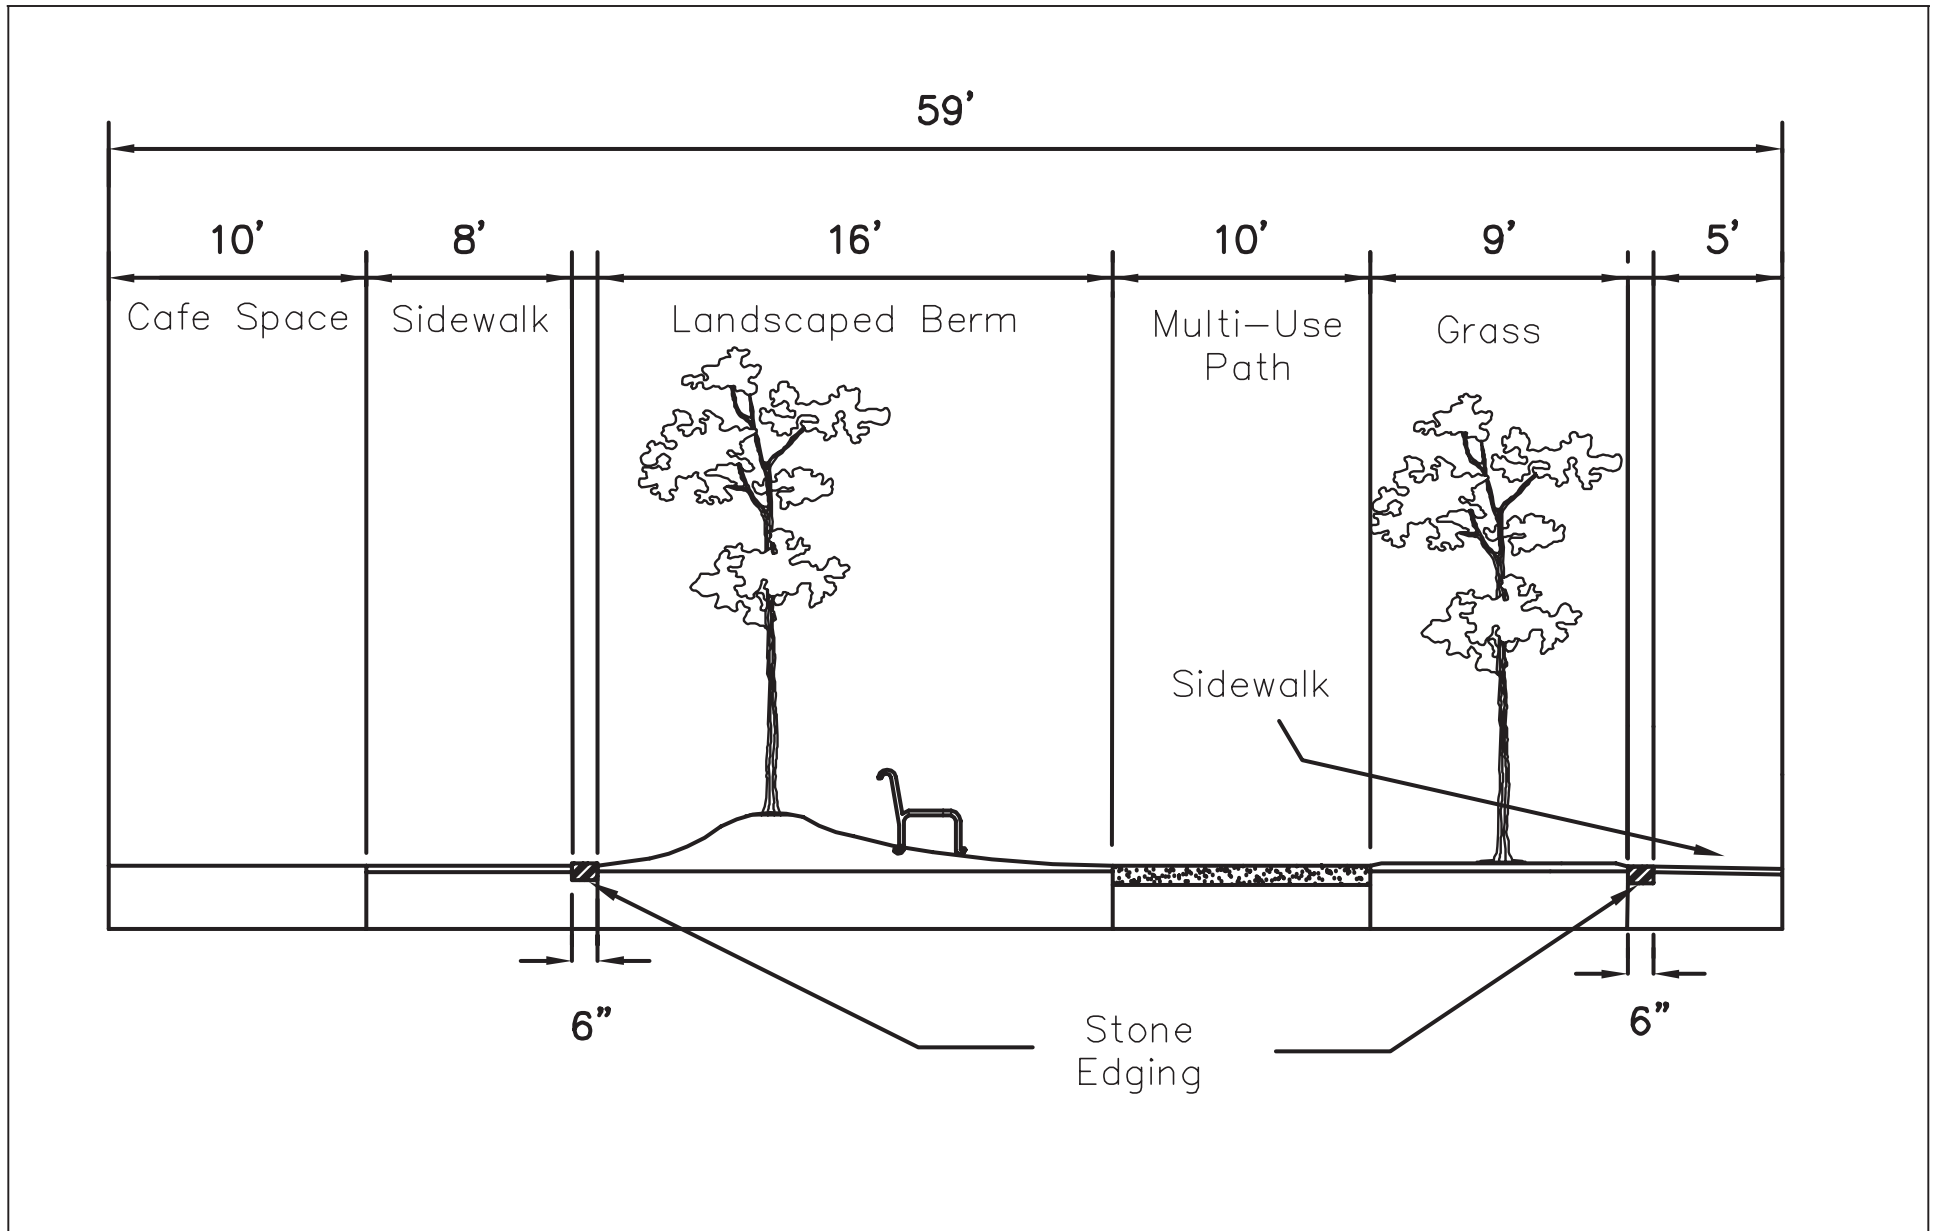 59’
10’ 8’ 16’ 10’ 9’ 5’
Cafe Space Sidewalk Landscaped Berm Multi-Use Grass
Path
Sidewalk
6” 6”
Stone
Edging